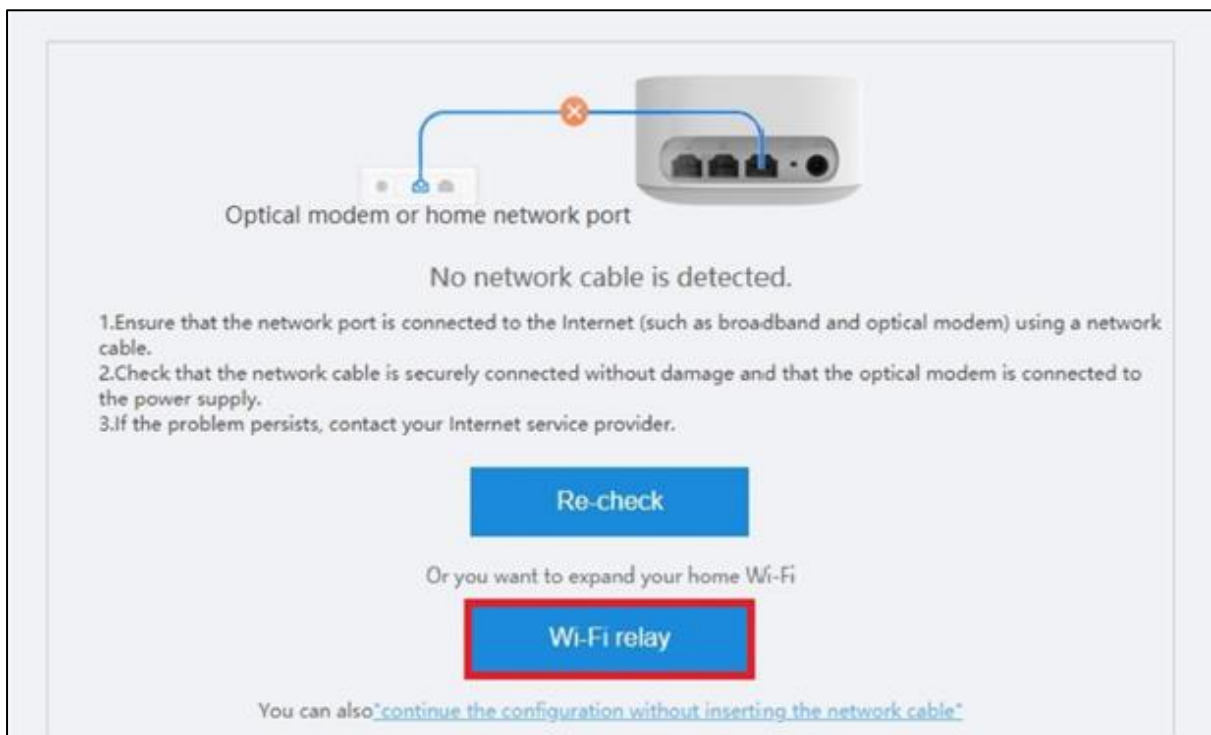 Optical modem or home network port
No network cable is detected.
1.Ensure that the network port is connected to the Internet (such as broadband and optical modem) using a network
cable.
2.Check that the network cable is securely connected without damage and that the optical modem is connected to
the power supply.
3.If the problem persists, contact your Internet service provider.
Re-check
Or you want to expand your home Wi-Fi
Wi-Fi relay
You can also"continue the configuration without inserting the network cable"